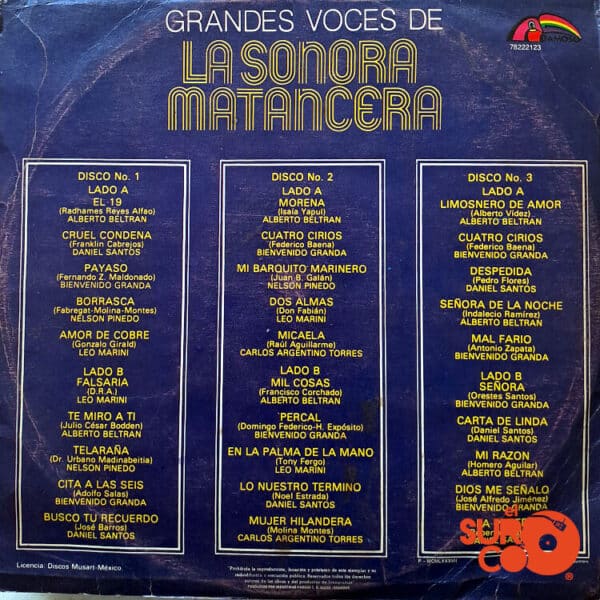 GRANDES VOCES DE
LA SONORA
MATANCERA
FAMOSO
78222123
DISCO No. 1
LADO A
EL 19
(Radhames Reyes Alfao)
ALBERTO BELTRAN
CRUEL CONDENA
(Franklin Cabrejos)
DANIEL SANTOS
PAYASO
(Fernando Z. Maldonado)
BIENVENIDO GRANDA
BORRASCA
(Fabregat-Molina-Montes)
NELSON PINEDO
AMOR DE COBRE
(Gonzalo Girald)
LEO MARINI
LADO B
FALSARIA
(D.R.A.)
LEO MARINI
TE MIRO A TI
(Julio César Bodden)
ALBERTO BELTRAN
TELARAÑA
(Dr. Urbano Madinabeitia)
NELSON PINEDO
CITA A LAS SEIS
(Adolfo Salas)
BIENVENIDO GRANDA
BUSCO TU RECUERDO
(José Barros)
DANIEL SANTOS
DISCO No. 2
LADO A
MORENA
(Isaía Yapul)
ALBERTO BELTRAN
CUATRO CIRIOS
(Federico Baena)
BIENVENIDO GRANDA
MI BARQUITO MARINERO
(Juan B. Galán)
NELSON PINEDO
DOS ALMAS
(Don Fabián)
LEO MARINI
MICAELA
(Raúl Aguillarme)
CARLOS ARGENTINO TORRES
LADO B
MIL COSAS
(Francisco Corchado)
ALBERTO BELTRAN
PERCAL
(Domingo Federico-H. Expósito)
BIENVENIDO GRANDA
EN LA PALMA DE LA MANO
(Tony Fergo)
LEO MARINI
LO NUESTRO TERMINO
(Noel Estrada)
DANIEL SANTOS
MUJER HILANDERA
(Molina Montes)
CARLOS ARGENTINO TORRES
DISCO No. 3
LADO A
LIMOSNERO DE AMOR
(Alberto Videz)
ALBERTO BELTRAN
CUATRO CIRIOS
(Federico Baena)
BIENVENIDO GRANDA
DESPEDIDA
(Pedro Flores)
DANIEL SANTOS
SEÑORA DE LA NOCHE
(Indalecio Ramírez)
ALBERTO BELTRAN
MAL FARIO
(Antonio Zapata)
BIENVENIDO GRANDA
LADO B
SEÑORA
(Orestes Santos)
BIENVENIDO GRANDA
CARTA DE LINDA
(Daniel Santos)
DANIEL SANTOS
MI RAZON
(Homero Aguilar)
ALBERTO BELTRAN
DIOS ME SEÑALO
(José Alfredo Jiménez)
BIENVENIDO GRANDA
Licencia: Discos Musart-México.